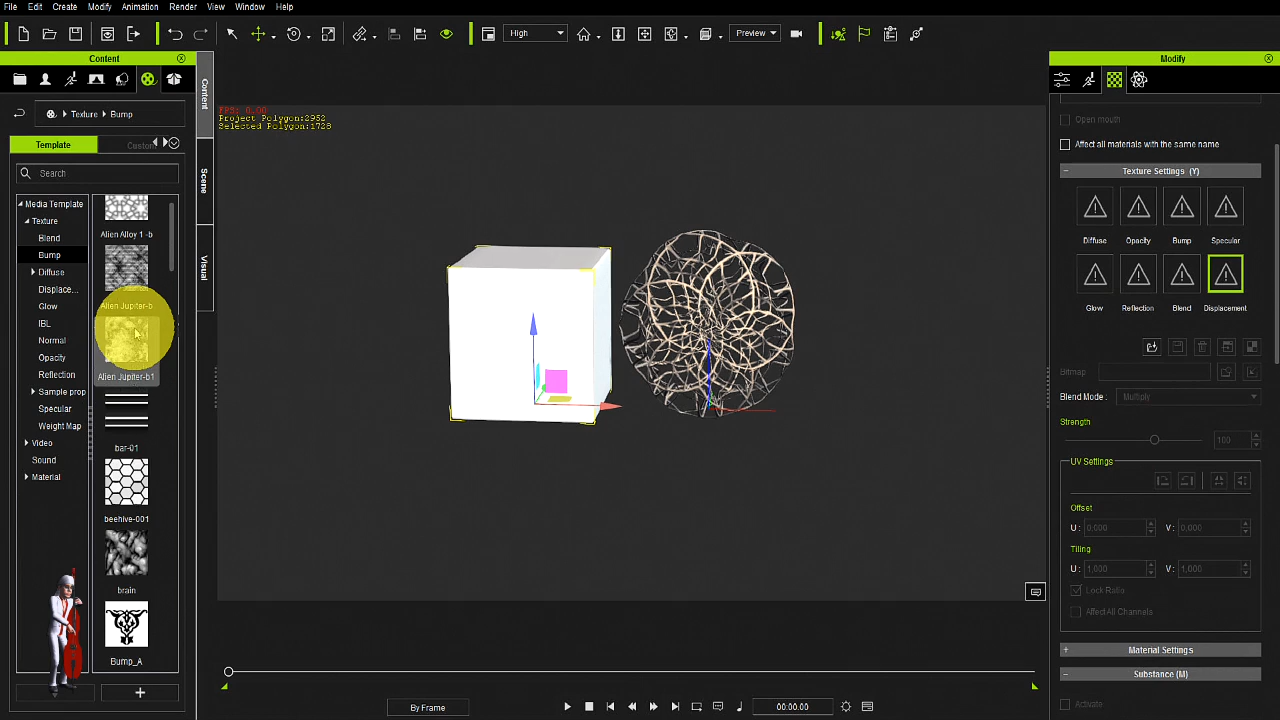 File Edit Create Modify Animation Render View Window Help
High
Preview
Content
Modify
Content
Scene
Visual
Texture Bump
Template Custom
Search
Media Template
Texture
Blend
Bump
Diffuse
Displace...
Glow
IBL
Normal
Opacity
Reflection
Sample prop
Specular
Weight Map
Video
Sound
Material
Alien Alloy 1 -b
Alien Jupiter-b
Alien Jupiter-b1
bar-01
beehive-001
brain
Bump_A
FPS: 0.00
Project Polygon:2952
Selected Polygon:1728
By Frame
00:00:00
Open mouth
Affect all materials with the same name
Texture Settings (Y)
Diffuse Opacity Bump Specular
Glow Reflection Blend Displacement
Bitmap
Blend Mode : Multiply
Strength
100
UV Settings
Offset
U : 0,000 V : 0,000
Tiling
U : 1,000 V : 1,000
Lock Ratio
Affect All Channels
Material Settings
Substance (M)
Activate